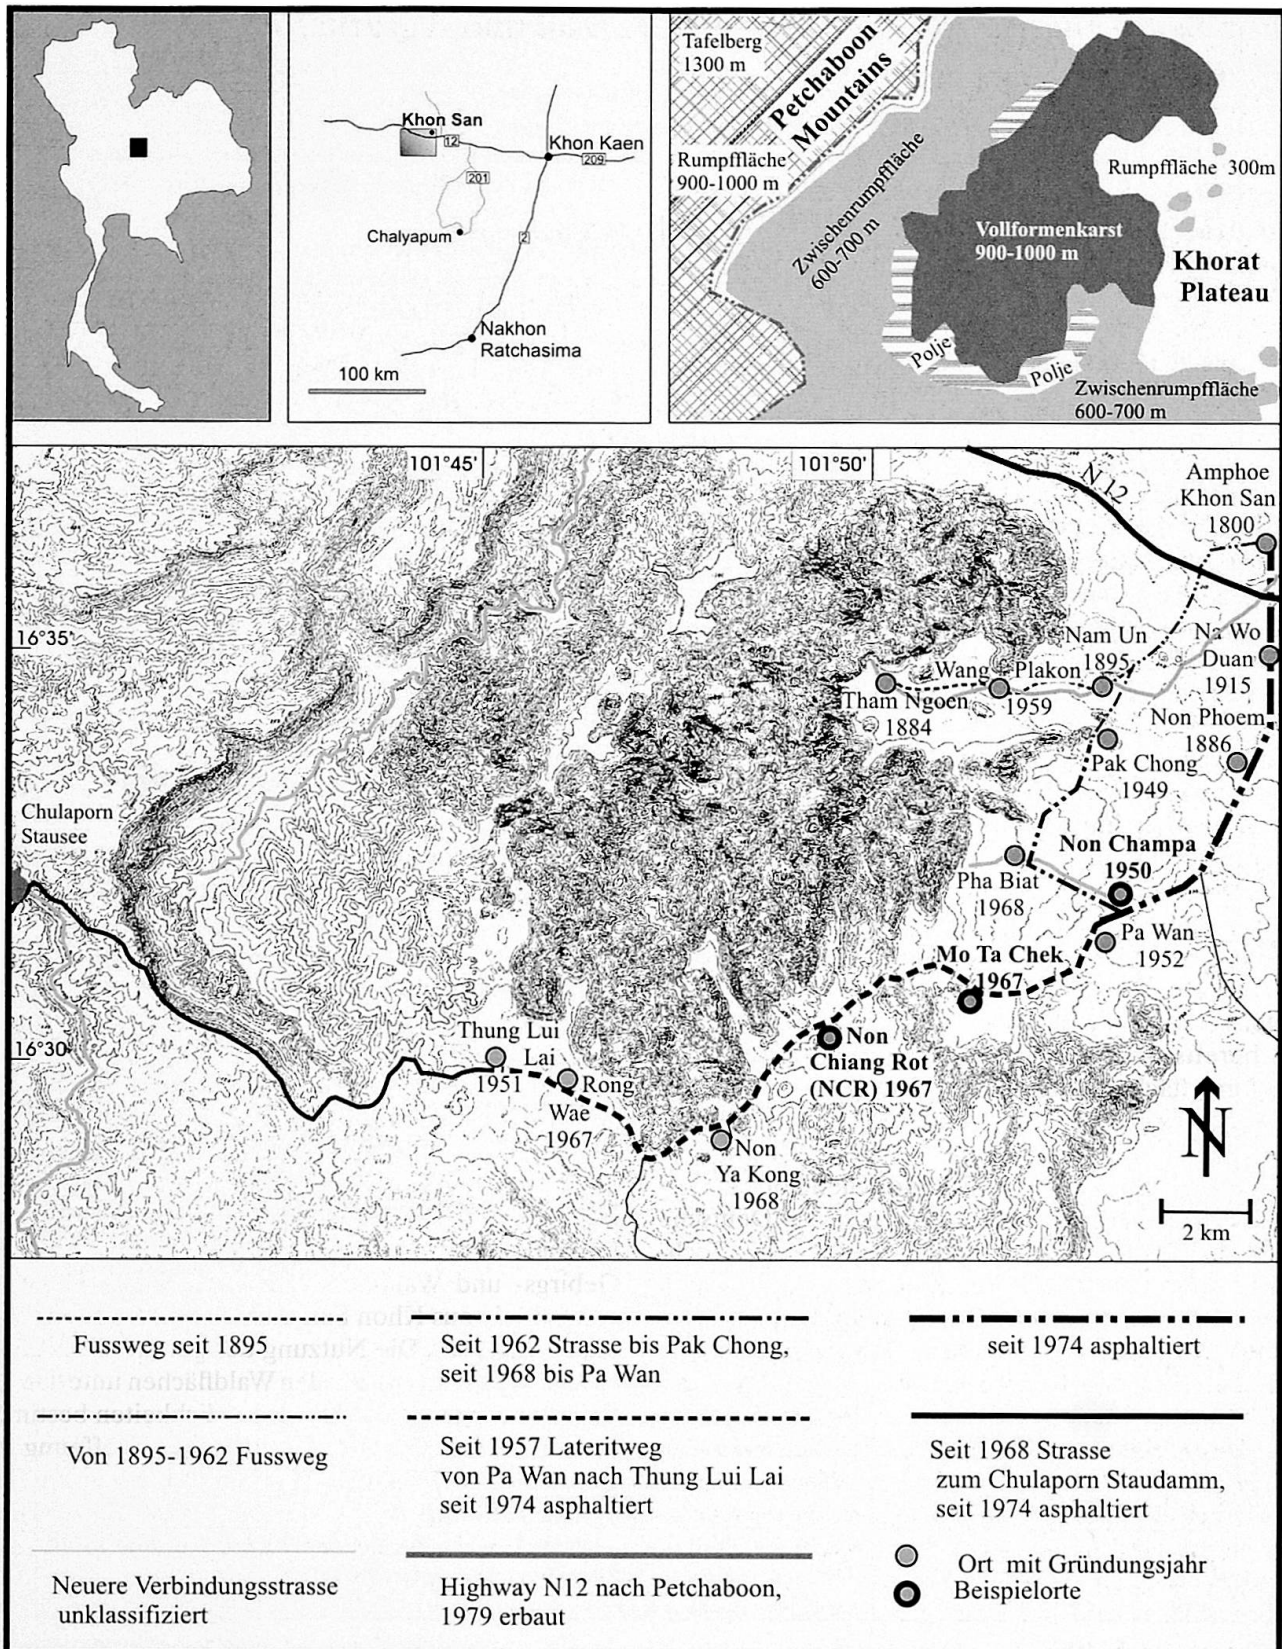 Khon San
12
Khon Kaen
209
201
Chalyapum
2
Nakhon
Ratchasima
100 km
Tafelberg
1300 m
Petchaboon
Mountains
Rumpffläche
900-1000 m
Zwischenrumpffläche
600-700 m
Rumpffläche 300m
Vollformenkarst
900-1000 m
Khorat
Plateau
Polje
Polje
Zwischenrumpffläche
600-700 m
101°45'
101°50'
N 12
Amphoe
Khon San
1800
16°35'
Nam Un
1895
Na Wo
Duan
1915
Wang Plakon
1959
Tham Ngoen
1884
Non Phoem
1886
Pak Chong
1949
Chulaporn
Stausee
Non Champa
1950
Pha Biat
1968
Pa Wan
1952
Mo Ta Chek
1967
16°30'
Thung Lui
Lai
1951
Rong
Wae
1967
Non
Chiang Rot
(NCR) 1967
Non
Ya Kong
1968
N
2 km
Fussweg seit 1895
Seit 1962 Strasse bis Pak Chong,
seit 1968 bis Pa Wan
seit 1974 asphaltiert
Von 1895-1962 Fussweg
Seit 1957 Lateritweg
von Pa Wan nach Thung Lui Lai
seit 1974 asphaltiert
Seit 1968 Strasse
zum Chulaporn Staudamm,
seit 1974 asphaltiert
Neuere Verbindungsstrasse
unklassifiziert
Highway N12 nach Petchaboon,
1979 erbaut
Ort mit Gründungsjahr
Beispielorte